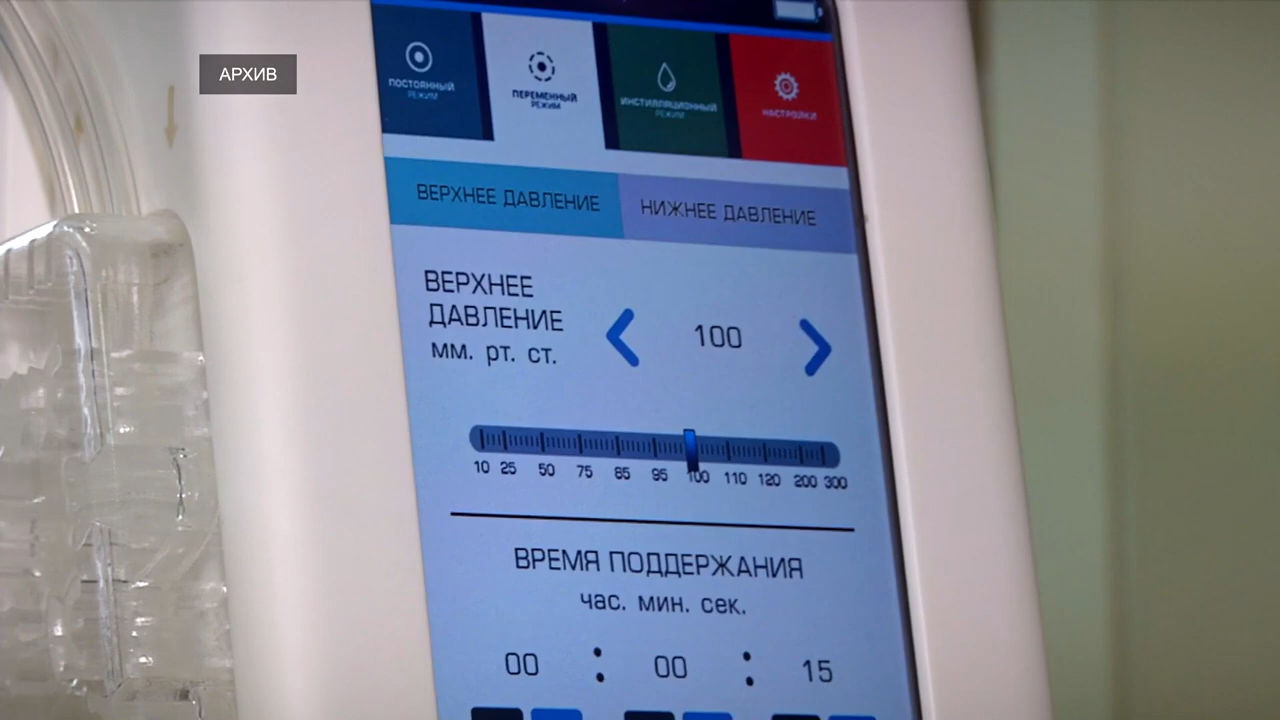 АРХИВ
ПОСТОЯННЫЙ
РЕЖИМ
ПЕРЕМЕННЫЙ
РЕЖИМ
ИНСТИЛЛЯЦИОННЫЙ
РЕЖИМ
НАСТРОЙКИ
ВЕРХНЕЕ ДАВЛЕНИЕ
НИЖНЕЕ ДАВЛЕНИЕ
ВЕРХНЕЕ
ДАВЛЕНИЕ
мм. рт. ст.
100
10 25 50 75 85 95 100 110 120 200 300
ВРЕМЯ ПОДДЕРЖАНИЯ
час. мин. сек.
00 : 00 : 15